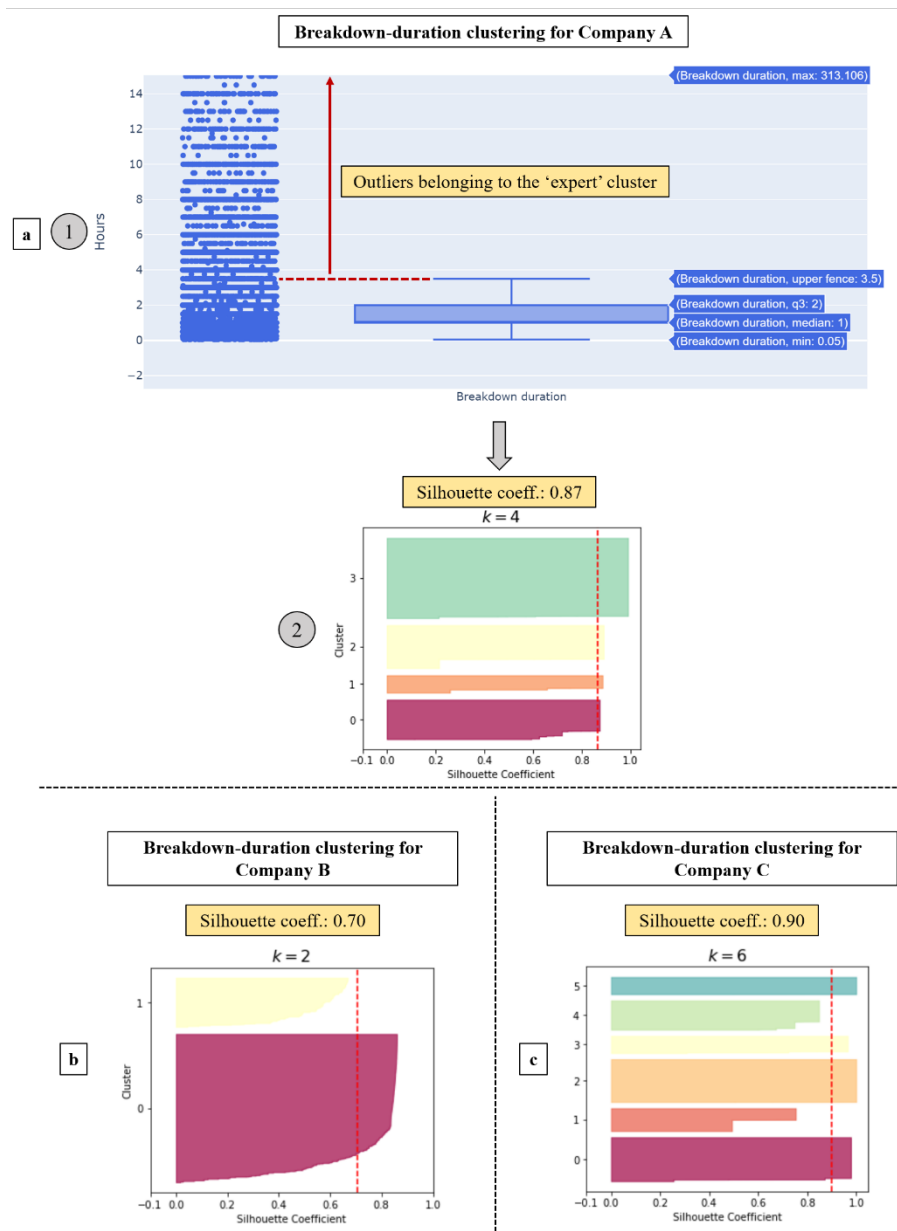 Breakdown-duration clustering for Company A
14
12
10
8
6
4
2
0
−2
Hours
a
1
(Breakdown duration, max: 313.106)
Outliers belonging to the ‘expert’ cluster
(Breakdown duration, upper fence: 3.5)
(Breakdown duration, q3: 2)
(Breakdown duration, median: 1)
(Breakdown duration, min: 0.05)
Breakdown duration
Silhouette coeff.: 0.87
k = 4
2
Cluster
3
2
1
0
−0.1 0.0 0.2 0.4 0.6 0.8 1.0
Silhouette Coefficient
Breakdown-duration clustering for
Company B
Silhouette coeff.: 0.70
k = 2
b
Cluster
1
0
−0.1 0.0 0.2 0.4 0.6 0.8 1.0
Silhouette Coefficient
Breakdown-duration clustering for
Company C
Silhouette coeff.: 0.90
k = 6
c
Cluster
5
4
3
2
1
0
−0.1 0.0 0.2 0.4 0.6 0.8 1.0
Silhouette Coefficient